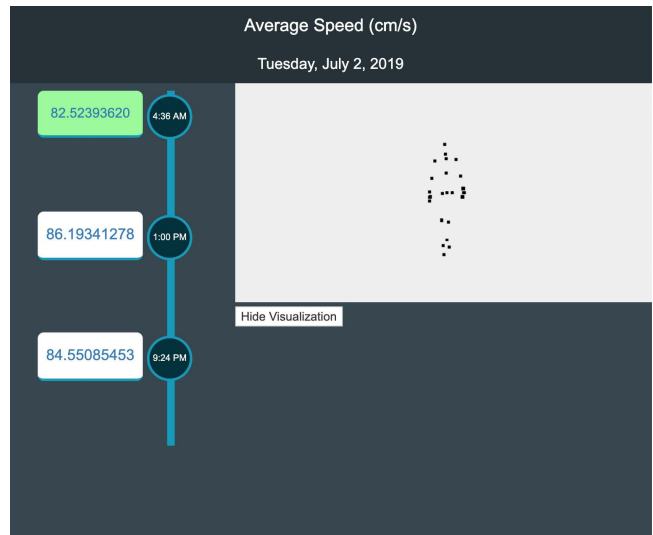 Average Speed (cm/s)
Tuesday, July 2, 2019
82.52393620
4:36 AM
86.19341278
1:00 PM
84.55085453
9:24 PM
Hide Visualization